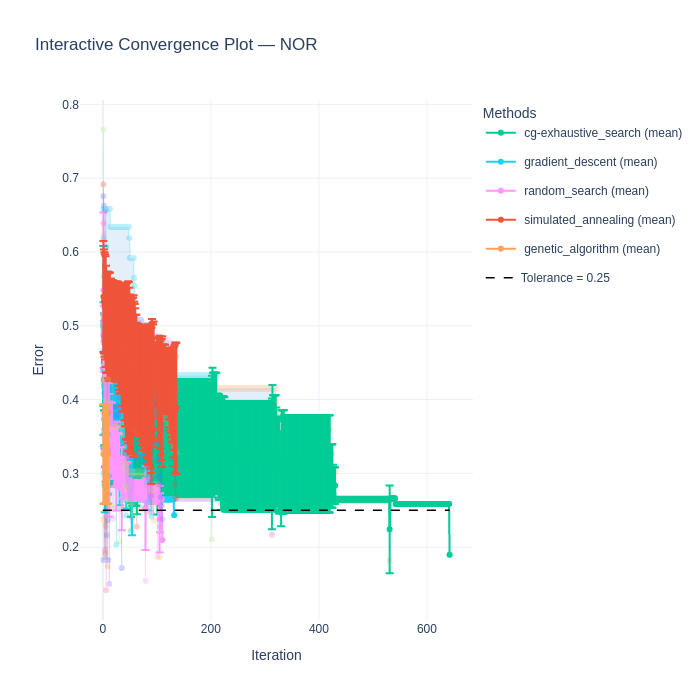 Interactive Convergence Plot — NOR
Methods
cg-exhaustive_search (mean)
gradient_descent (mean)
random_search (mean)
simulated_annealing (mean)
genetic_algorithm (mean)
Tolerance = 0.25
Error
0.8
0.7
0.6
0.5
0.4
0.3
0.2
0
200
400
600
Iteration